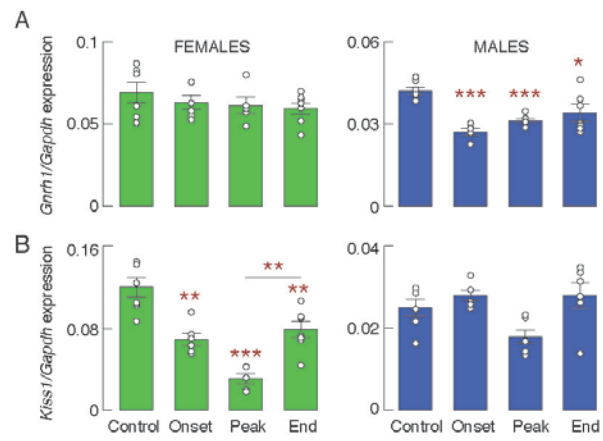 A
FEMALES
MALES
Gnrh1/Gapdh expression
0.1
0.05
0
0.06
0.03
0
***
***
*
B
Kiss1/Gapdh expression
0.16
0.08
0
**
***
**
**
0.04
0.02
0
Control Onset Peak End
Control Onset Peak End